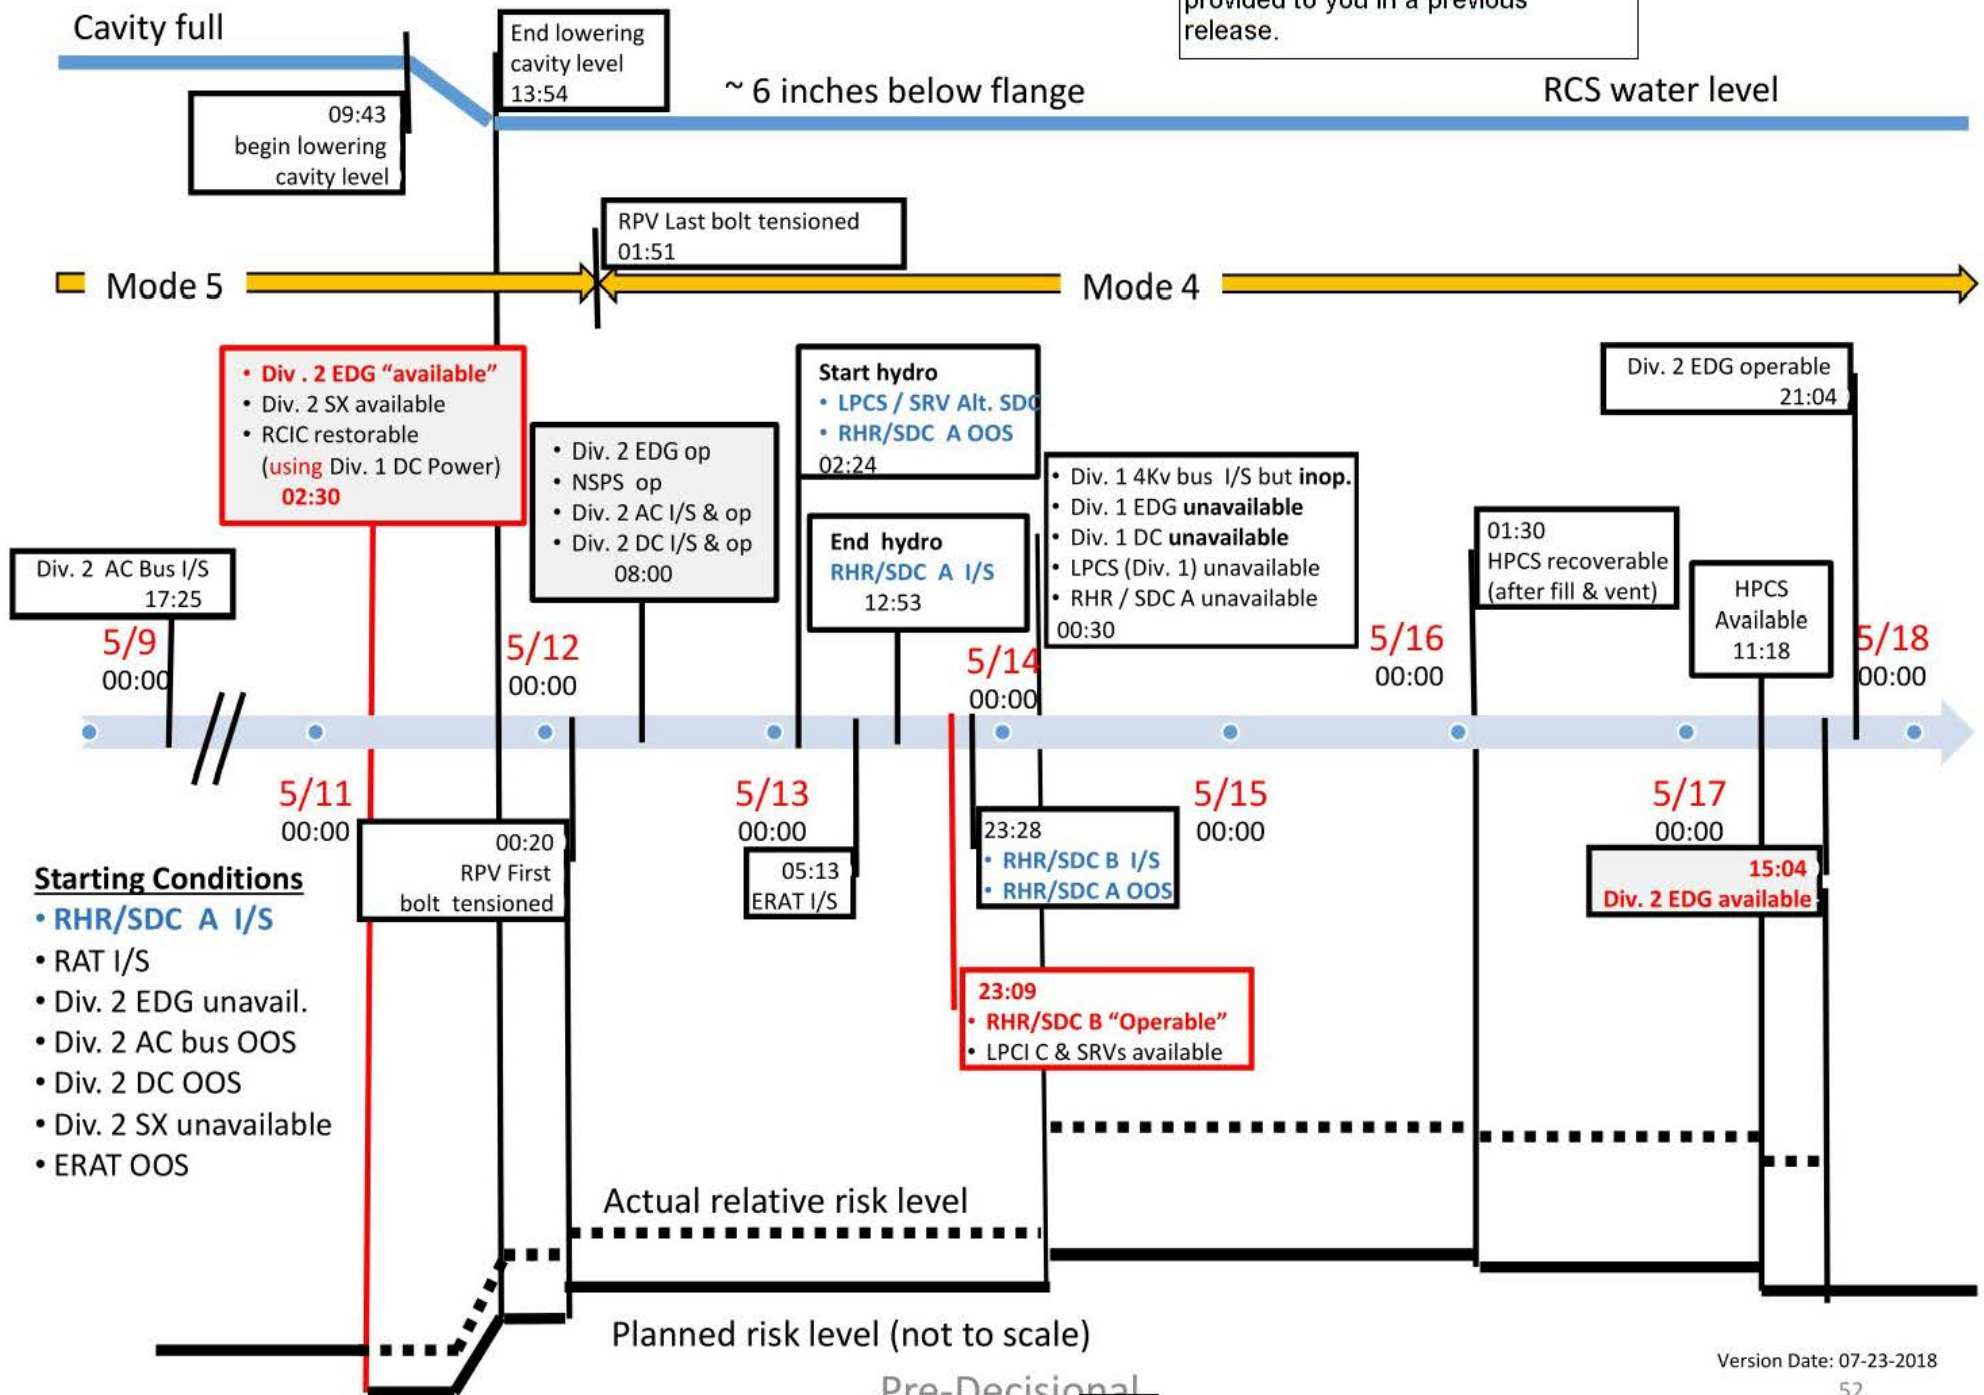 provided to you in a previous
release.
Cavity full
End lowering
cavity level
13:54
~ 6 inches below flange
RCS water level
09:43
begin lowering
cavity level
RPV Last bolt tensioned
01:51
Mode 5
Mode 4
• Div . 2 EDG “available”
• Div. 2 SX available
• RCIC restorable
(using Div. 1 DC Power)
02:30
• Div. 2 EDG op
• NSPS op
• Div. 2 AC I/S & op
• Div. 2 DC I/S & op
08:00
Start hydro
• LPCS / SRV Alt. SDC
• RHR/SDC A OOS
02:24
End hydro
RHR/SDC A I/S
12:53
• Div. 1 4Kv bus I/S but inop.
• Div. 1 EDG unavailable
• Div. 1 DC unavailable
• LPCS (Div. 1) unavailable
• RHR / SDC A unavailable
00:30
Div. 2 EDG operable
21:04
01:30
HPCS recoverable
(after fill & vent)
HPCS
Available
11:18
Div. 2 AC Bus I/S
17:25
5/9
00:00
5/12
00:00
5/14
00:00
5/16
00:00
5/18
00:00
5/11
00:00
5/13
00:00
5/15
00:00
5/17
00:00
00:20
RPV First
bolt tensioned
05:13
ERAT I/S
23:28
• RHR/SDC B I/S
• RHR/SDC A OOS
15:04
Div. 2 EDG available
23:09
• RHR/SDC B “Operable”
• LPCI C & SRVs available
Starting Conditions
• RHR/SDC A I/S
• RAT I/S
• Div. 2 EDG unavail.
• Div. 2 AC bus OOS
• Div. 2 DC OOS
• Div. 2 SX unavailable
• ERAT OOS
Actual relative risk level
Planned risk level (not to scale)
Version Date: 07-23-2018
Pre-Decisional
52